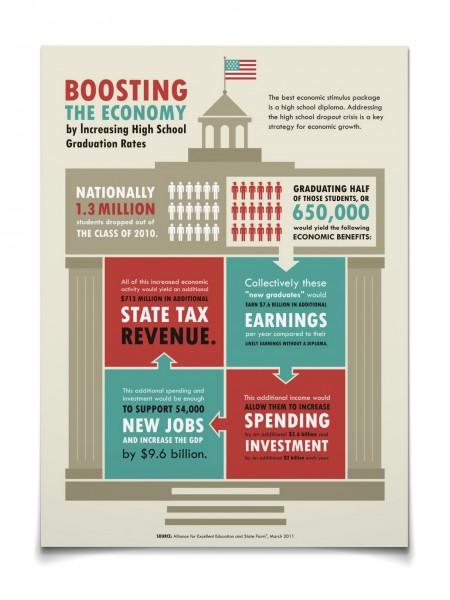 BOOSTING
THE ECONOMY
by Increasing High School
Graduation Rates
The best economic stimulus package
is a high school diploma. Addressing
the high school dropout crisis is a key
strategy for economic growth.
NATIONALLY
1.3 MILLION
students dropped out of
THE CLASS OF 2010.
GRADUATING HALF
OF THOSE STUDENTS, OR
650,000
would yield the following
ECONOMIC BENEFITS:
All of this increased economic
activity would yield an additional
$713 MILLION IN ADDITIONAL
STATE TAX
REVENUE.
Collectively these
"new graduates" would
EARN $7.6 BILLION IN ADDITIONAL
EARNINGS
per year compared to their
LIKELY EARNINGS WITHOUT A DIPLOMA.
This additional spending and
investment would be enough
TO SUPPORT 54,000
NEW JOBS
AND INCREASE THE GDP
by $9.6 billion.
This additional income would
ALLOW THEM TO INCREASE
SPENDING
by an additional $5.6 billion and
INVESTMENT
by an additional $2 billion each year.
SOURCE: Alliance for Excellent Education and State Farm®, March 2011